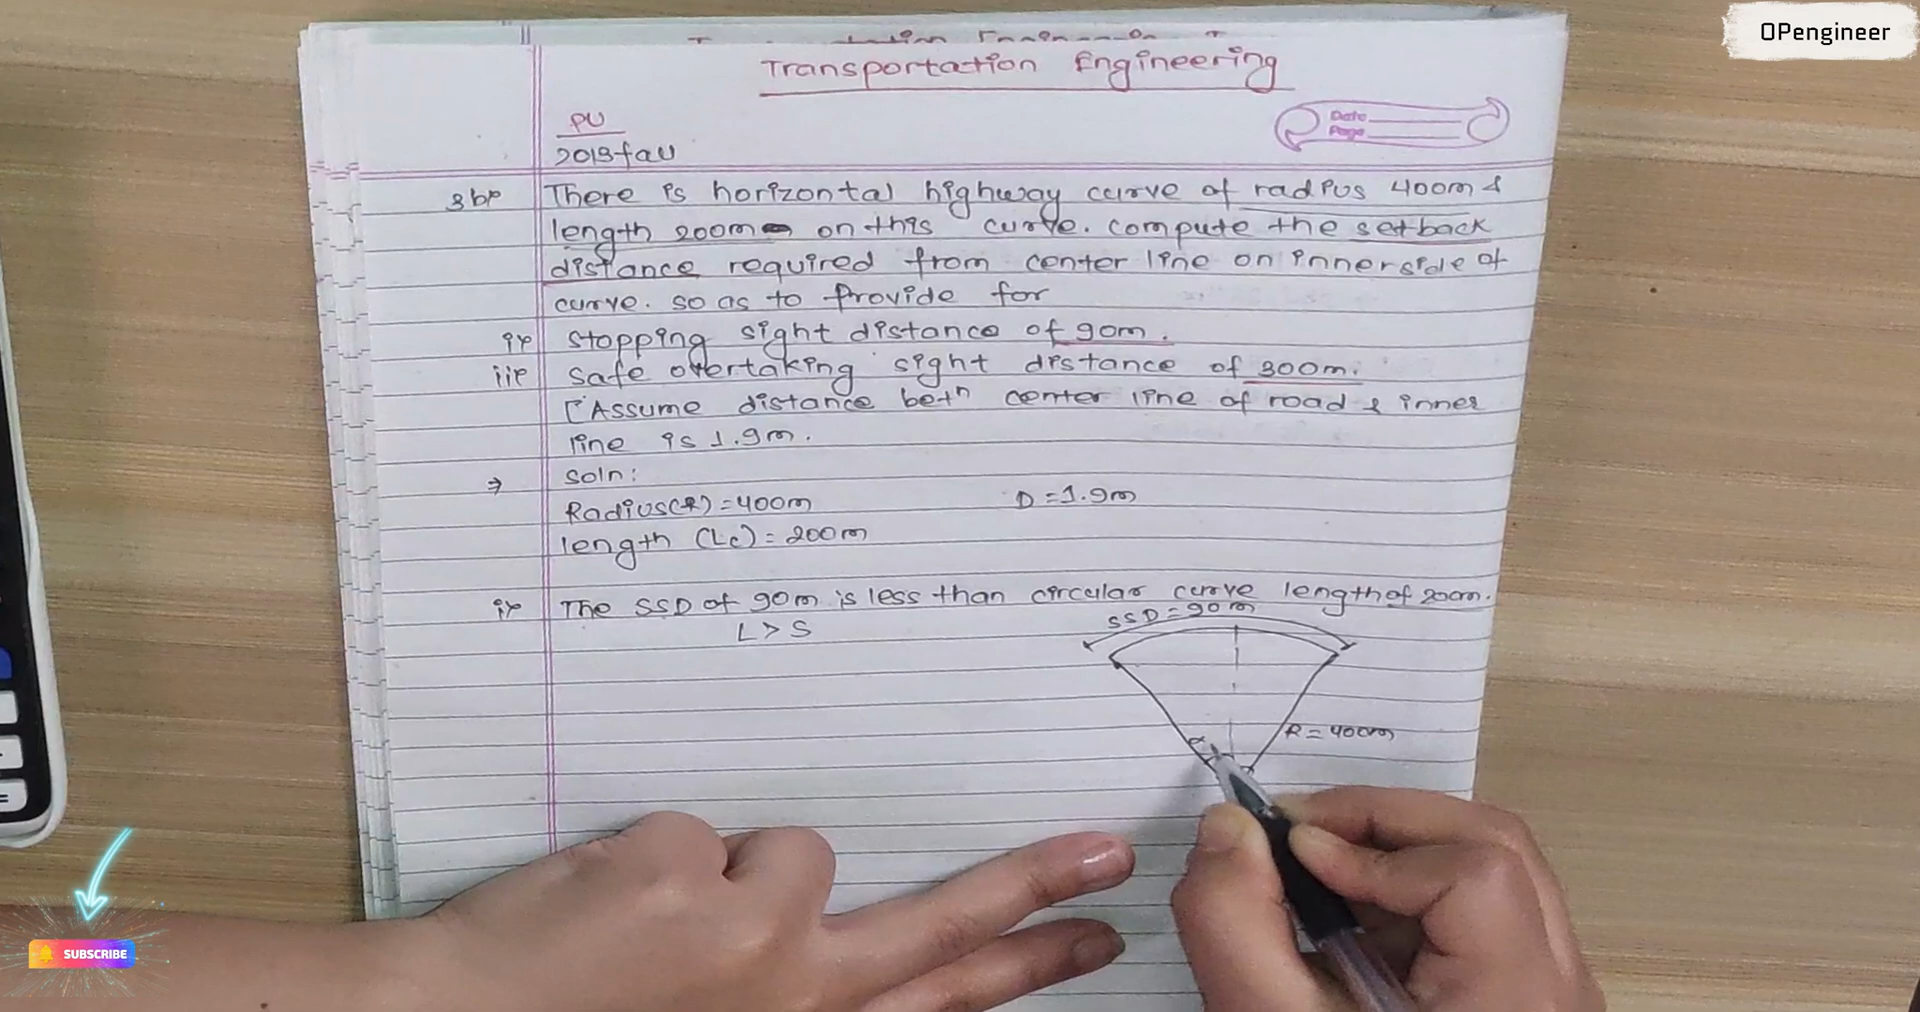 OPengineer
Transportation Engineering
Date
Page
PU
2019 fall
3b) There is horizontal highway curve of radius 400m &
length 200m on this curve. compute the setback
distance required from center line on inner side of
curve. so as to provide for
i) stopping sight distance of 90m.
ii) safe overtaking sight distance of 300m.
[Assume distance betn center line of road & inner
line is 1.9m.
⇒ soln:
Radius(R) = 400m D = 1.9m
length (Lc) = 200m
i) The SSD of 90m is less than circular curve length of 200m.
SSD = 90m
L > S
R = 400m
α
SUBSCRIBE